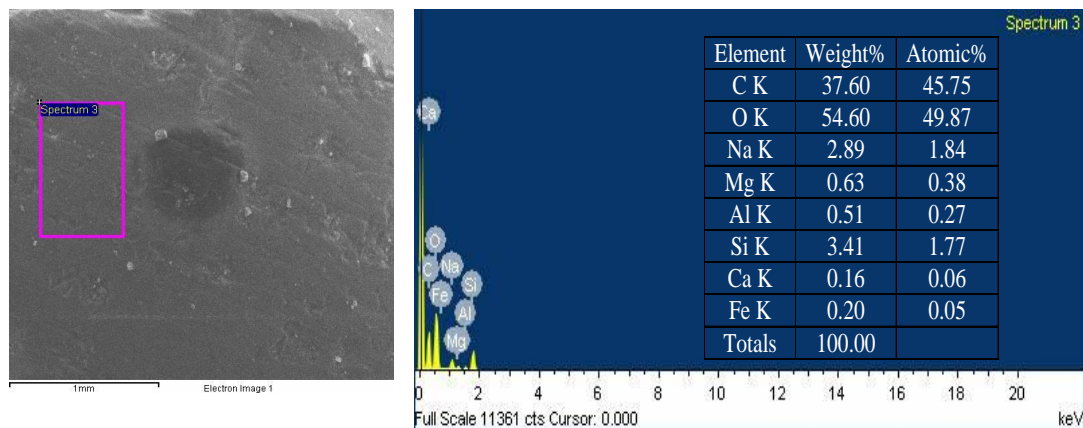 Spectrum 3
1mm
Electron Image 1
Spectrum 3
Element Weight% Atomic%
C K 37.60 45.75
O K 54.60 49.87
Na K 2.89 1.84
Mg K 0.63 0.38
Al K 0.51 0.27
Si K 3.41 1.77
Ca K 0.16 0.06
Fe K 0.20 0.05
Totals 100.00
Ca
O
C Na
Fe Si
Al
Mg
0 2 4 6 8 10 12 14 16 18 20
Full Scale 11361 cts Cursor: 0.000 keV